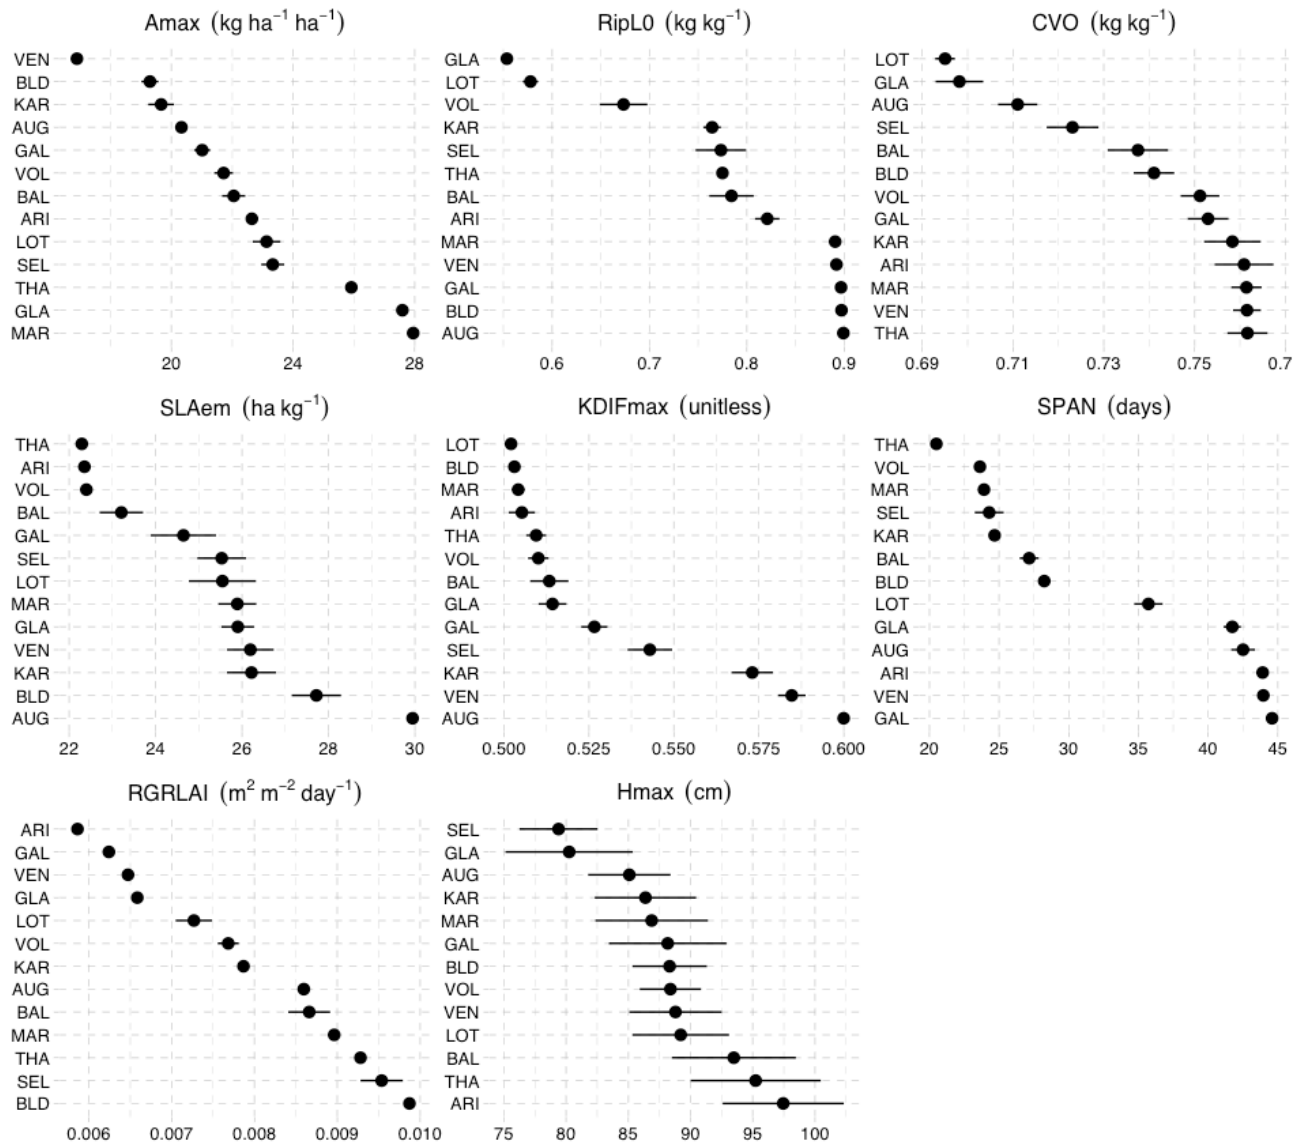 Amax (kg ha⁻¹ ha⁻¹)
VEN
BLD
KAR
AUG
GAL
VOL
BAL
ARI
LOT
SEL
THA
GLA
MAR
20 24 28
RipL0 (kg kg⁻¹)
GLA
LOT
VOL
KAR
SEL
THA
BAL
ARI
MAR
VEN
GAL
BLD
AUG
0.6 0.7 0.8 0.9
CVO (kg kg⁻¹)
LOT
GLA
AUG
SEL
BAL
BLD
VOL
GAL
KAR
ARI
MAR
VEN
THA
0.69 0.71 0.73 0.75 0.7
SLAem (ha kg⁻¹)
THA
ARI
VOL
BAL
GAL
SEL
LOT
MAR
GLA
VEN
KAR
BLD
AUG
22 24 26 28 30
KDIFmax (unitless)
LOT
BLD
MAR
ARI
THA
VOL
BAL
GLA
GAL
SEL
KAR
VEN
AUG
0.500 0.525 0.550 0.575 0.600
SPAN (days)
THA
VOL
MAR
SEL
KAR
BAL
BLD
LOT
GLA
AUG
ARI
VEN
GAL
20 25 30 35 40 45
RGRLAI (m² m⁻² day⁻¹)
ARI
GAL
VEN
GLA
LOT
VOL
KAR
AUG
BAL
MAR
THA
SEL
BLD
0.006 0.007 0.008 0.009 0.010
Hmax (cm)
SEL
GLA
AUG
KAR
MAR
GAL
BLD
VOL
VEN
LOT
BAL
THA
ARI
75 80 85 90 95 100